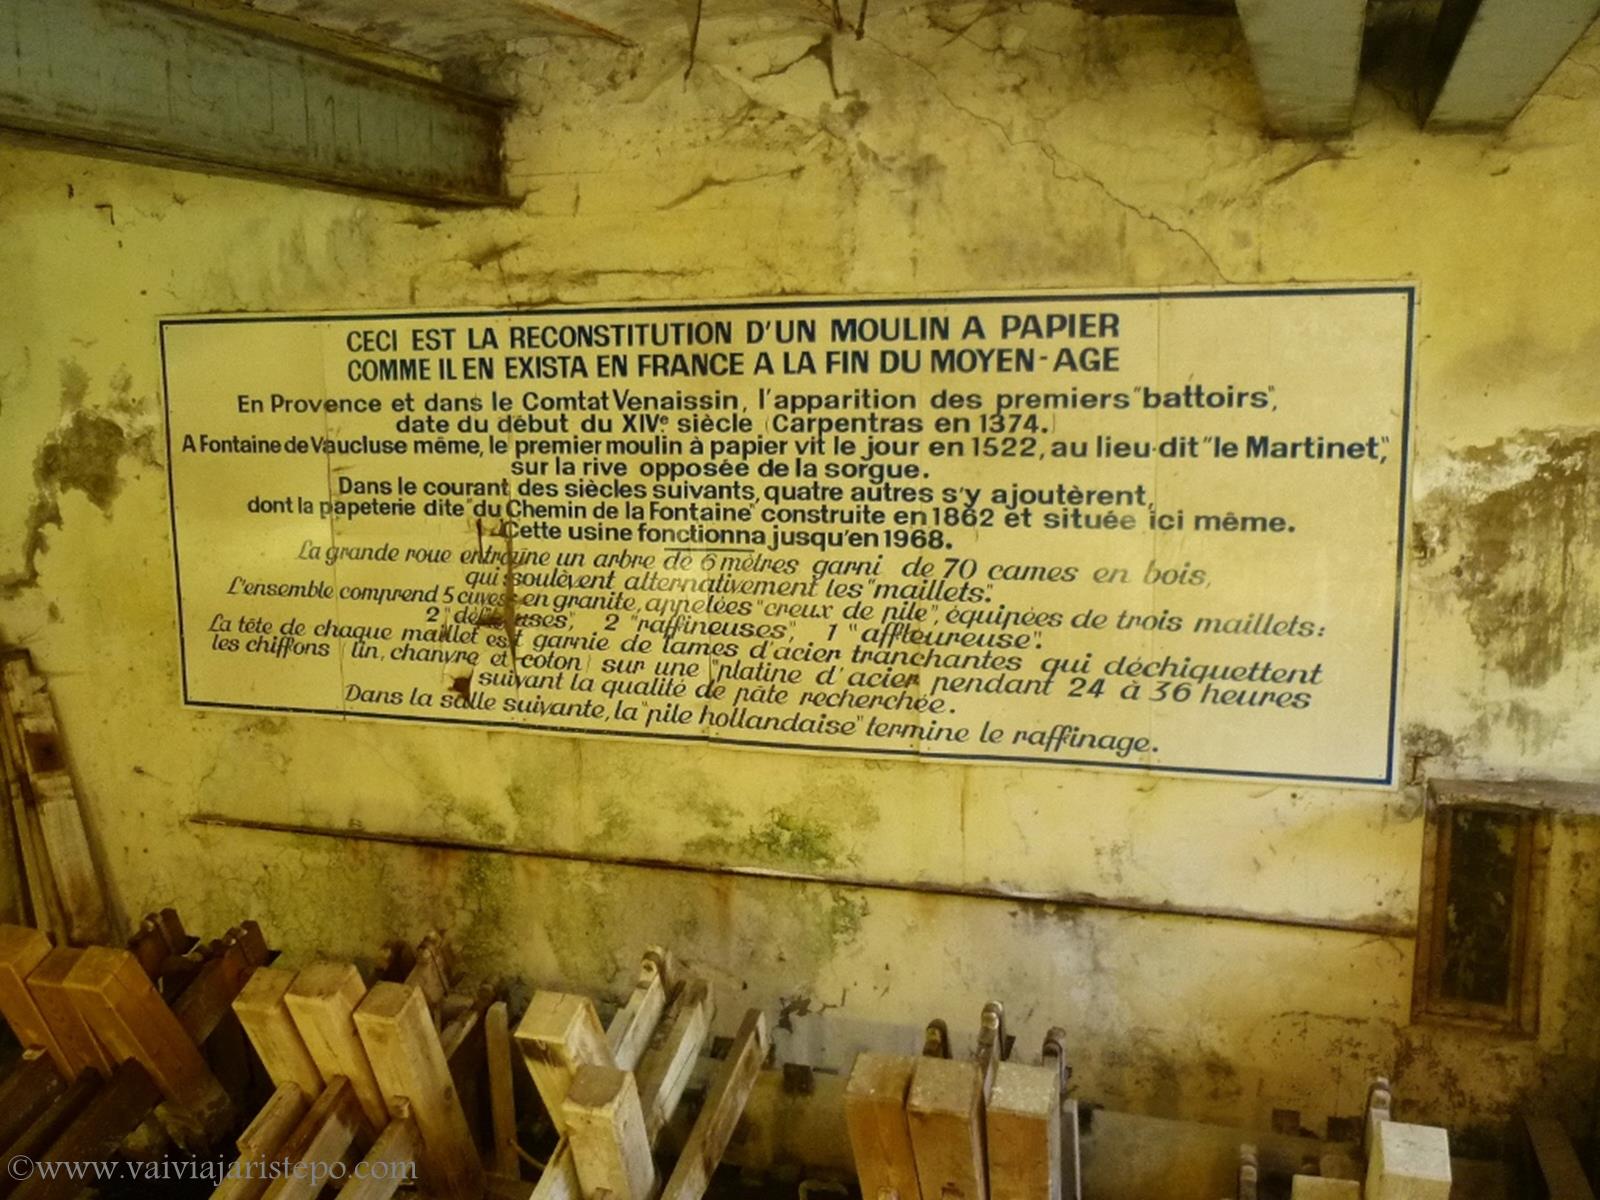 CECI EST LA RECONSTITUTION D'UN MOULIN A PAPIER
COMME IL EN EXISTA EN FRANCE A LA FIN DU MOYEN-AGE
En Provence et dans le Comtat Venaissin, l'apparition des premiers "battoirs",
date du début du XIVe siècle (Carpentras en 1374.)
A Fontaine de Vaucluse même, le premier moulin à papier vit le jour en 1522, au lieu-dit "le Martinet",
sur la rive opposée de la sorgue.
Dans le courant des siècles suivants, quatre autres s'y ajoutèrent,
dont la papeterie dite "du Chemin de la Fontaine" construite en 1862 et située ici même.
Cette usine fonctionna jusqu'en 1968.
La grande roue entraîne un arbre de 6 mètres garni de 70 cames en bois,
qui soulèvent alternativement les "maillets".
L'ensemble comprend 5 cuves en granite, appelées "creux de pile", équipées de trois maillets:
2 2 "raffineuses", 1 "affleureuse".
La tête de chaque maillet est garnie de lames d'acier tranchantes qui déchiquettent
les chiffons (lin, chanvre et coton) sur une "platine d'acier pendant 24 à 36 heures
suivant la qualité de pâte recherchée.
Dans la salle suivante, la "pile hollandaise" termine le raffinage.
©www.vaiviajaristepo.com